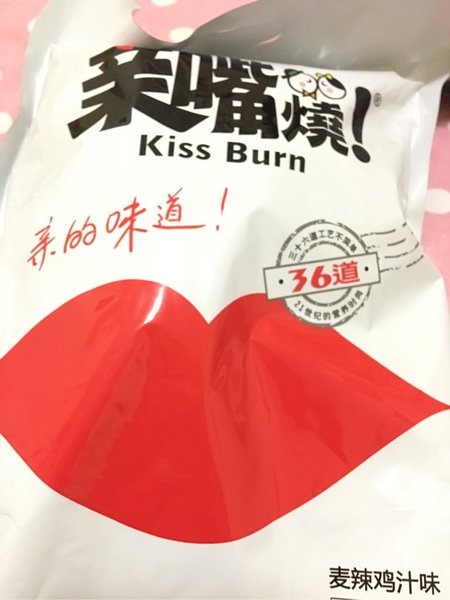 亲嘴燒!®
Kiss Burn
亲的味道!
三十六道工艺不简单
·36道·
21世纪的营养时尚
麦辣鸡汁味